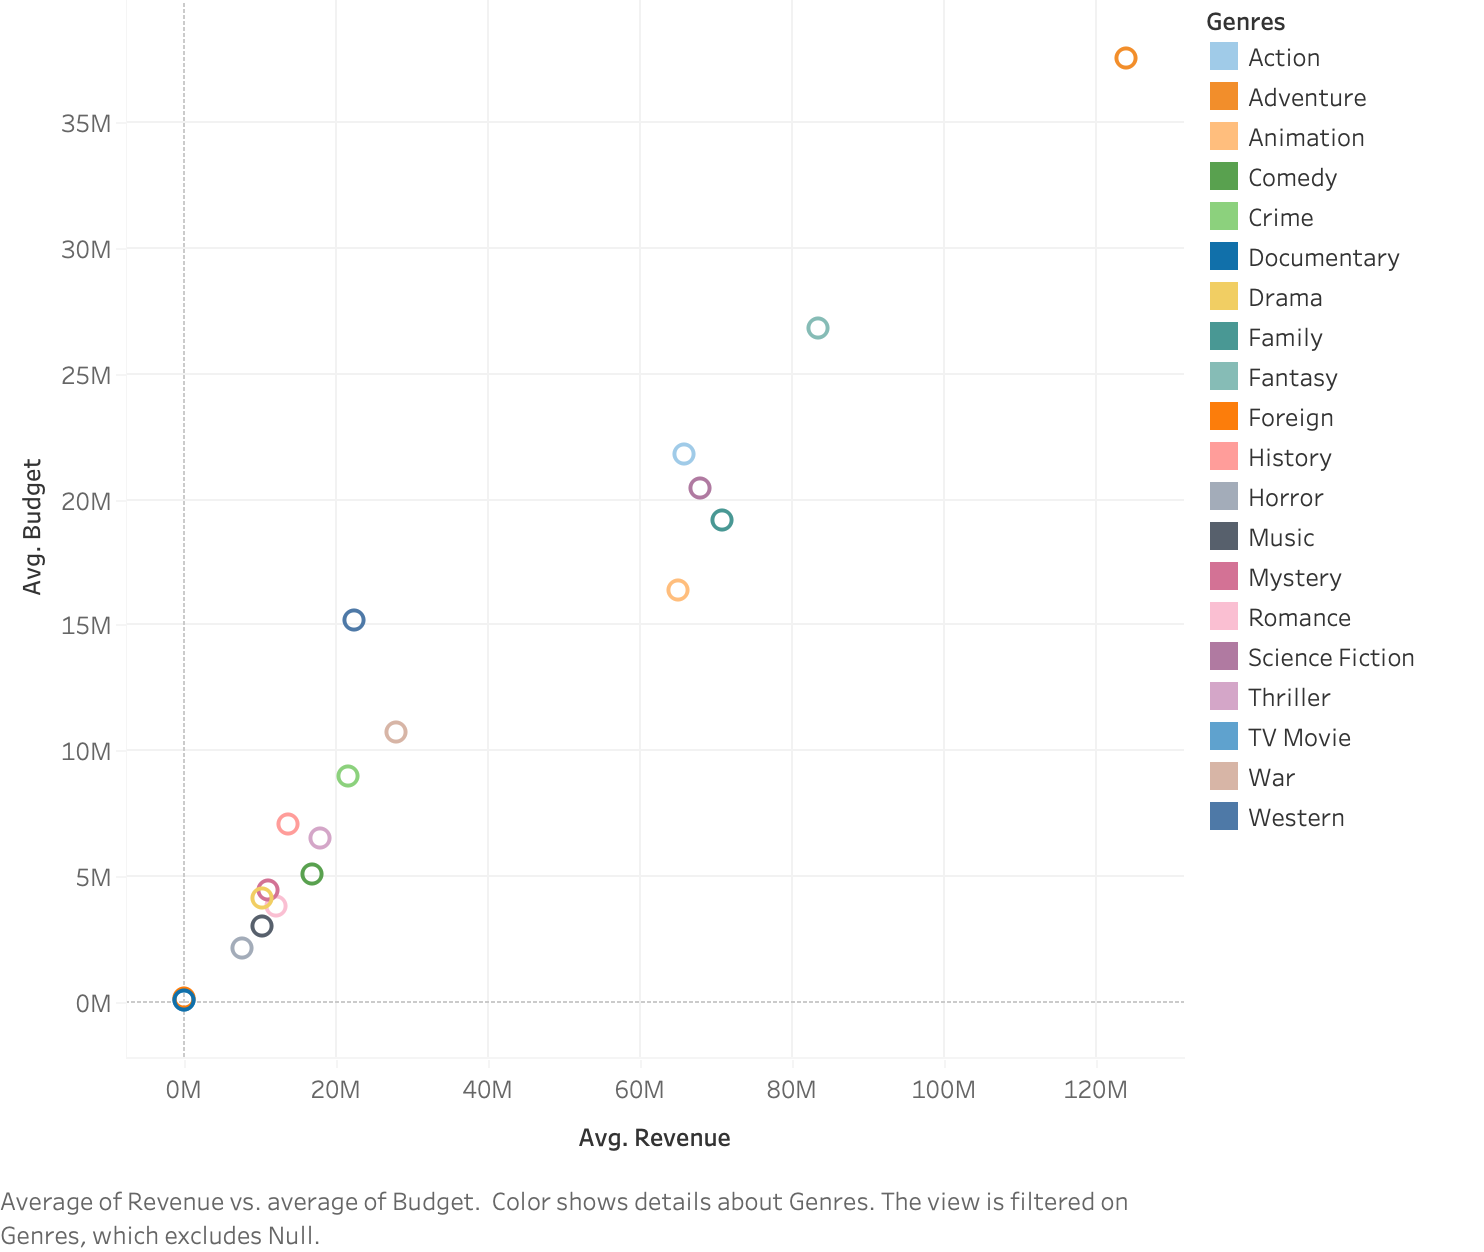 Genres
Action
Adventure
Animation
Comedy
Crime
Documentary
Drama
Family
Fantasy
Foreign
History
Horror
Music
Mystery
Romance
Science Fiction
Thriller
TV Movie
War
Western
35M
30M
25M
20M
15M
10M
5M
0M
Avg. Budget
0M 20M 40M 60M 80M 100M 120M
Avg. Revenue
Average of Revenue vs. average of Budget.  Color shows details about Genres. The view is filtered on
Genres, which excludes Null.